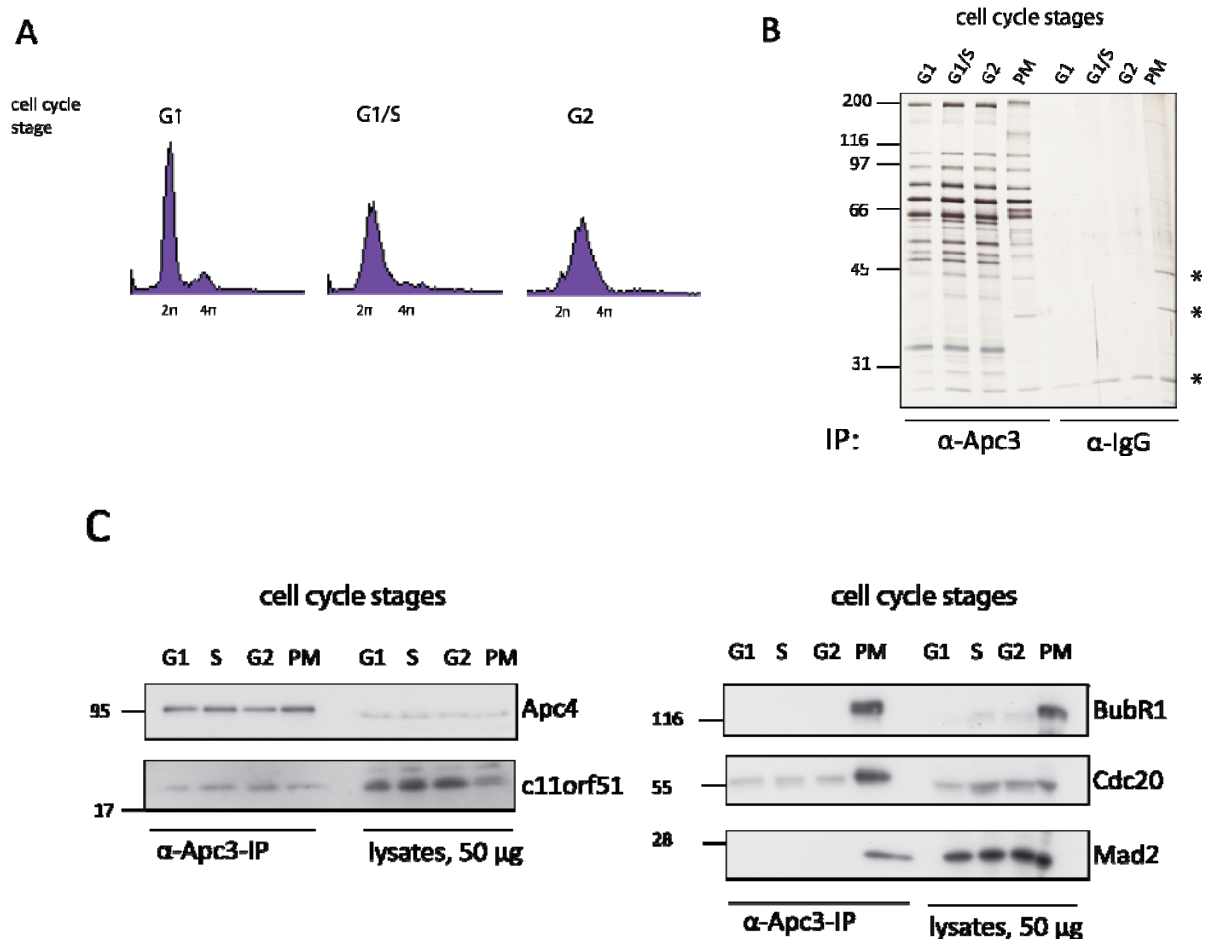 A
cell cycle
stage
G1
G1/S
G2
2n 4n
2n 4n
2n 4n
B
cell cycle stages
G1 G1/S G2 PM G1 G1/S G2 PM
200
116
97
66
45
31
*
*
*
IP: α-Apc3 α-IgG
C
cell cycle stages
G1 S G2 PM G1 S G2 PM
95 Apc4
c11orf51
17
α-Apc3-IP lysates, 50 µg
cell cycle stages
G1 S G2 PM G1 S G2 PM
116 BubR1
55 Cdc20
28 Mad2
α-Apc3-IP lysates, 50 µg